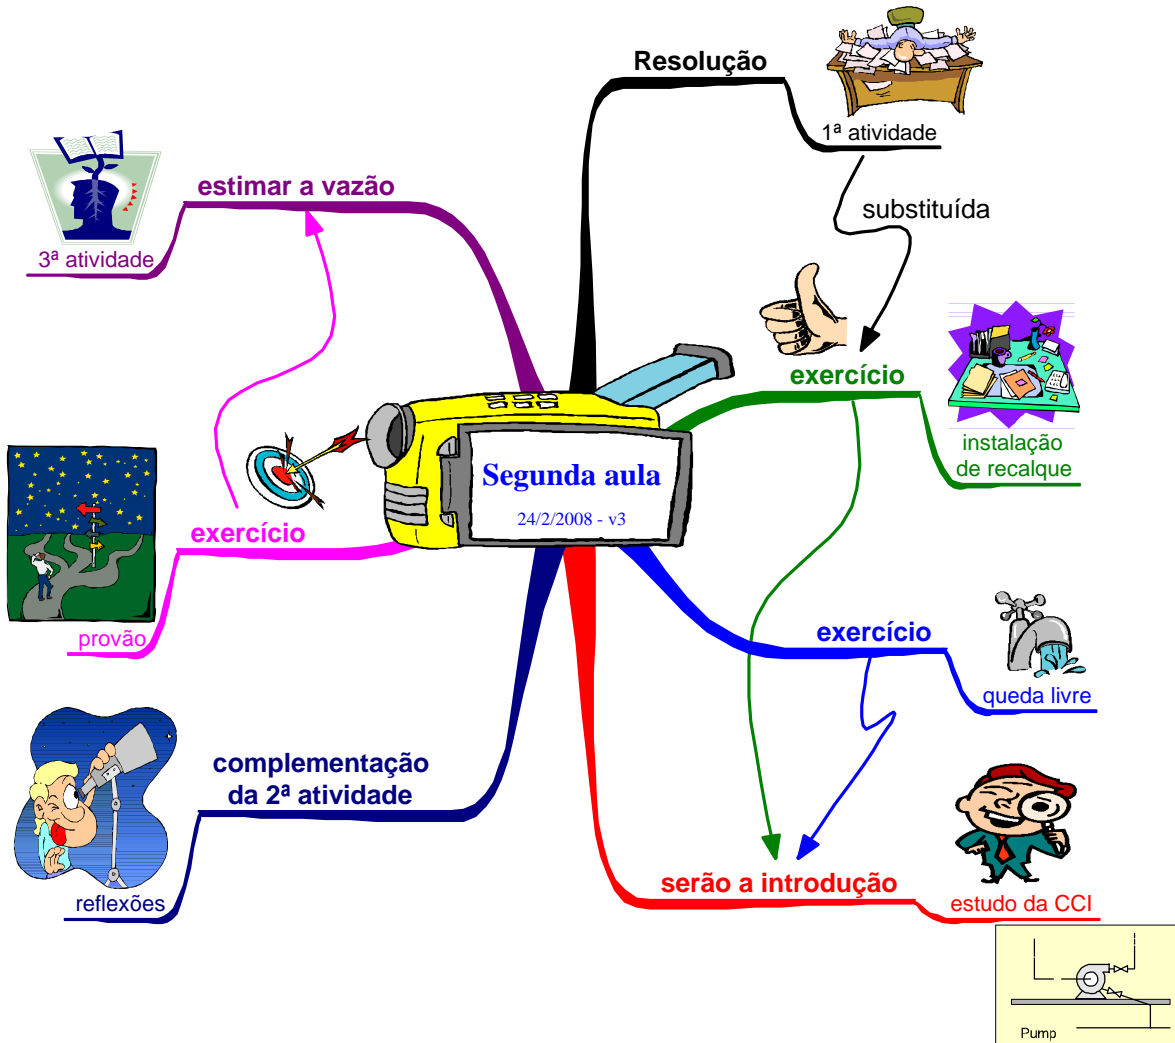 Resolução
1ª atividade
substituída
estimar a vazão
3ª atividade
exercício
instalação
de recalque
Segunda aula
24/2/2008 - v3
exercício
provão
exercício
queda livre
complementação
da 2ª atividade
reflexões
serão a introdução
estudo da CCI
Pump